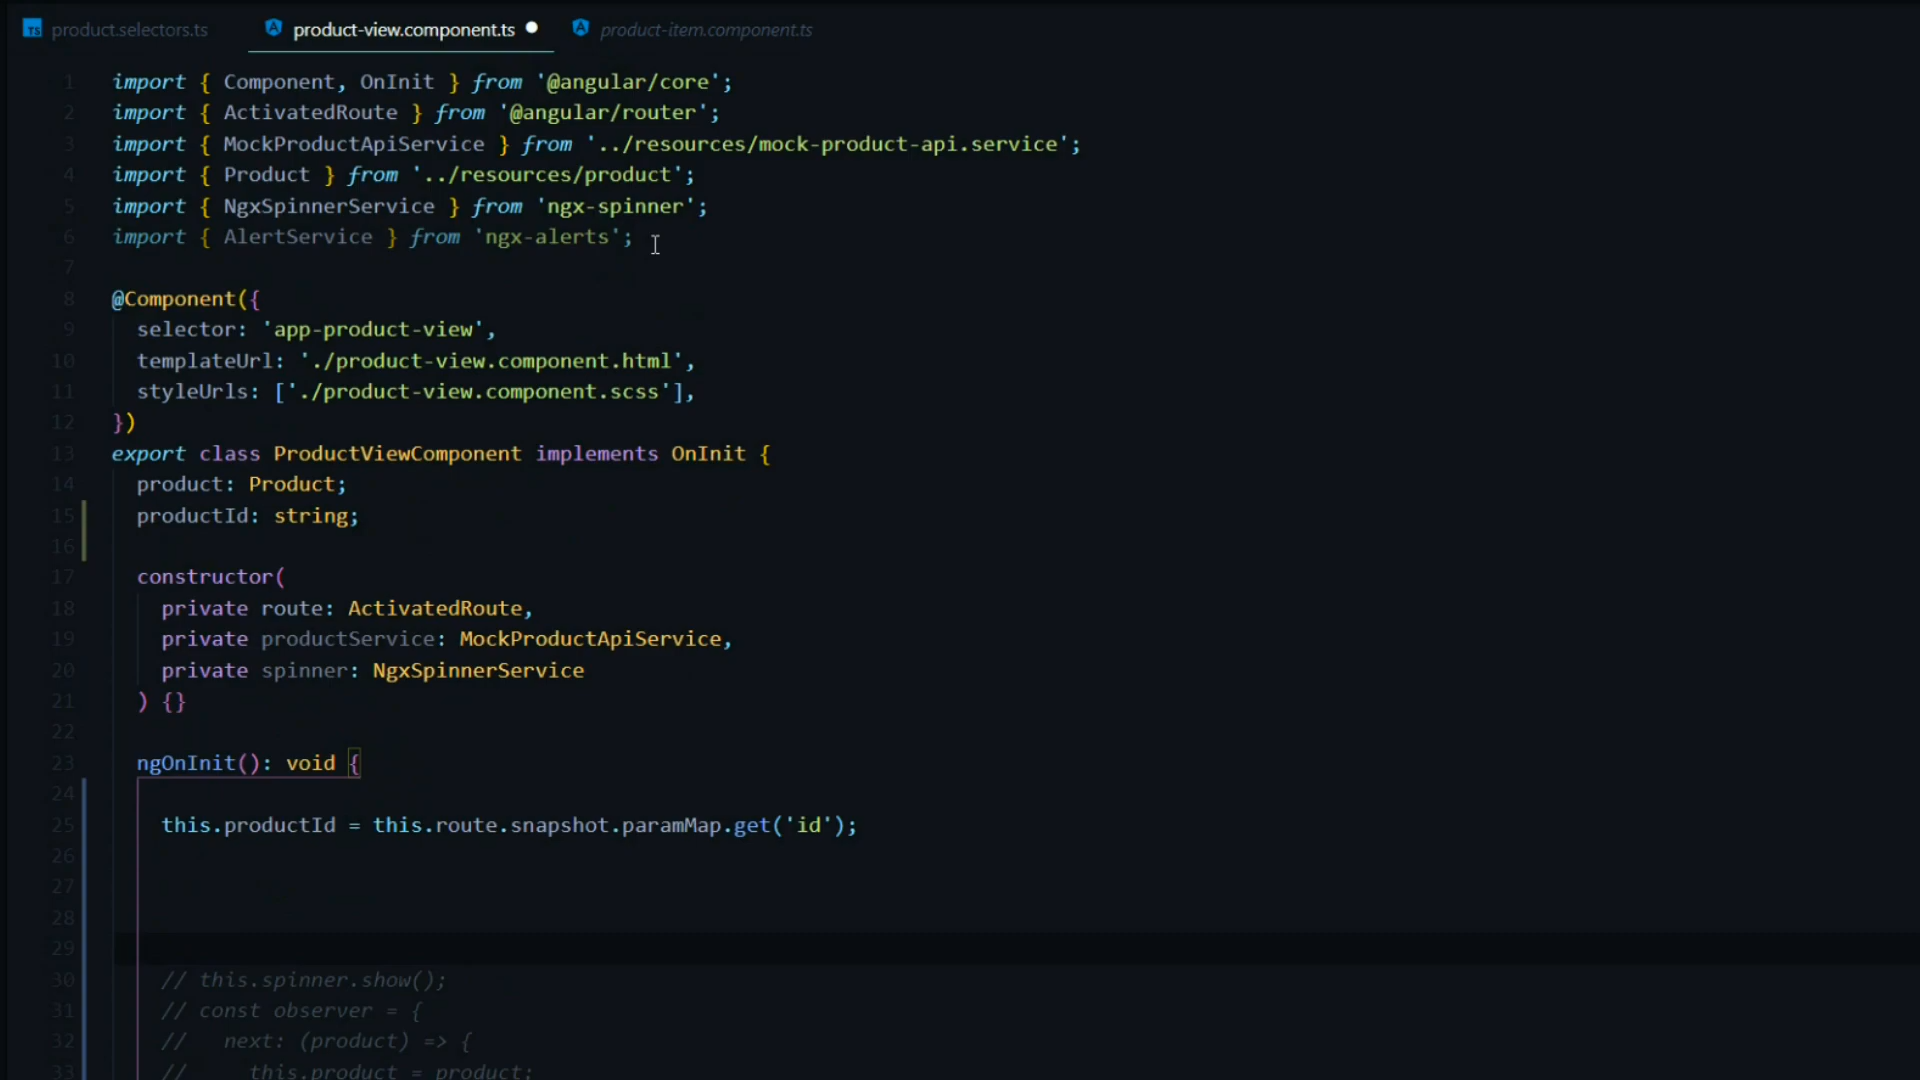 TS product.selectors.ts product-view.component.ts product-item.component.ts
1 import { Component, OnInit } from '@angular/core';
2 import { ActivatedRoute } from '@angular/router';
3 import { MockProductApiService } from '../resources/mock-product-api.service';
4 import { Product } from '../resources/product';
5 import { NgxSpinnerService } from 'ngx-spinner';
6 import { AlertService } from 'ngx-alerts';
7
8 @Component({
9 selector: 'app-product-view',
10 templateUrl: './product-view.component.html',
11 styleUrls: ['./product-view.component.scss'],
12 })
13 export class ProductViewComponent implements OnInit {
14 product: Product;
15 productId: string;
16
17 constructor(
18 private route: ActivatedRoute,
19 private productService: MockProductApiService,
20 private spinner: NgxSpinnerService
21 ) {}
22
23 ngOnInit(): void {
24
25 this.productId = this.route.snapshot.paramMap.get('id');
26
27
28
29
30 // this.spinner.show();
31 // const observer = {
32 // next: (product) => {
33 // this.product = product;